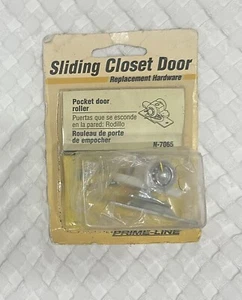 Sliding Closet Door
Replacement Hardware
Pocket door
roller
Puertas que se esconde
en la pared; Rodillo
Rouleau de porte
de empocher
N-7065
PRIME-LINE